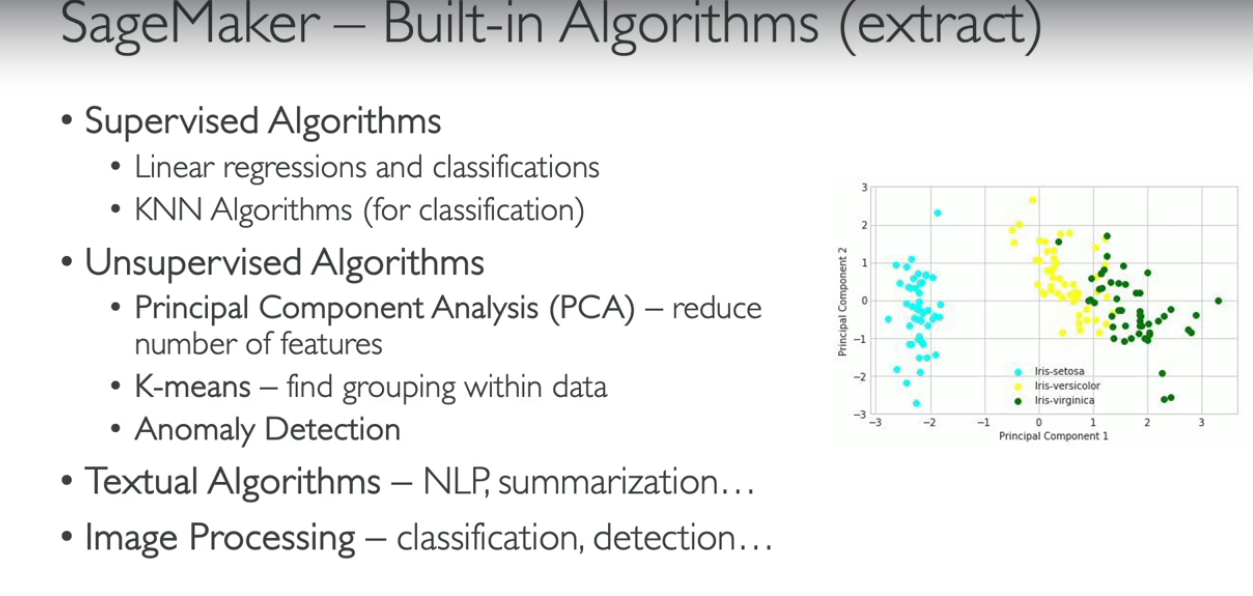 SageMaker – Built-in Algorithms (extract)
• Supervised Algorithms
• Linear regressions and classifications
• KNN Algorithms (for classification)
• Unsupervised Algorithms
• Principal Component Analysis (PCA) – reduce
number of features
• K-means – find grouping within data
• Anomaly Detection
• Textual Algorithms – NLP, summarization…
• Image Processing – classification, detection…
3
2
1
0
−1
−2
−3
Principal Component 2
Iris-setosa
Iris-versicolor
Iris-virginica
−3 −2 −1 0 1 2 3
Principal Component 1